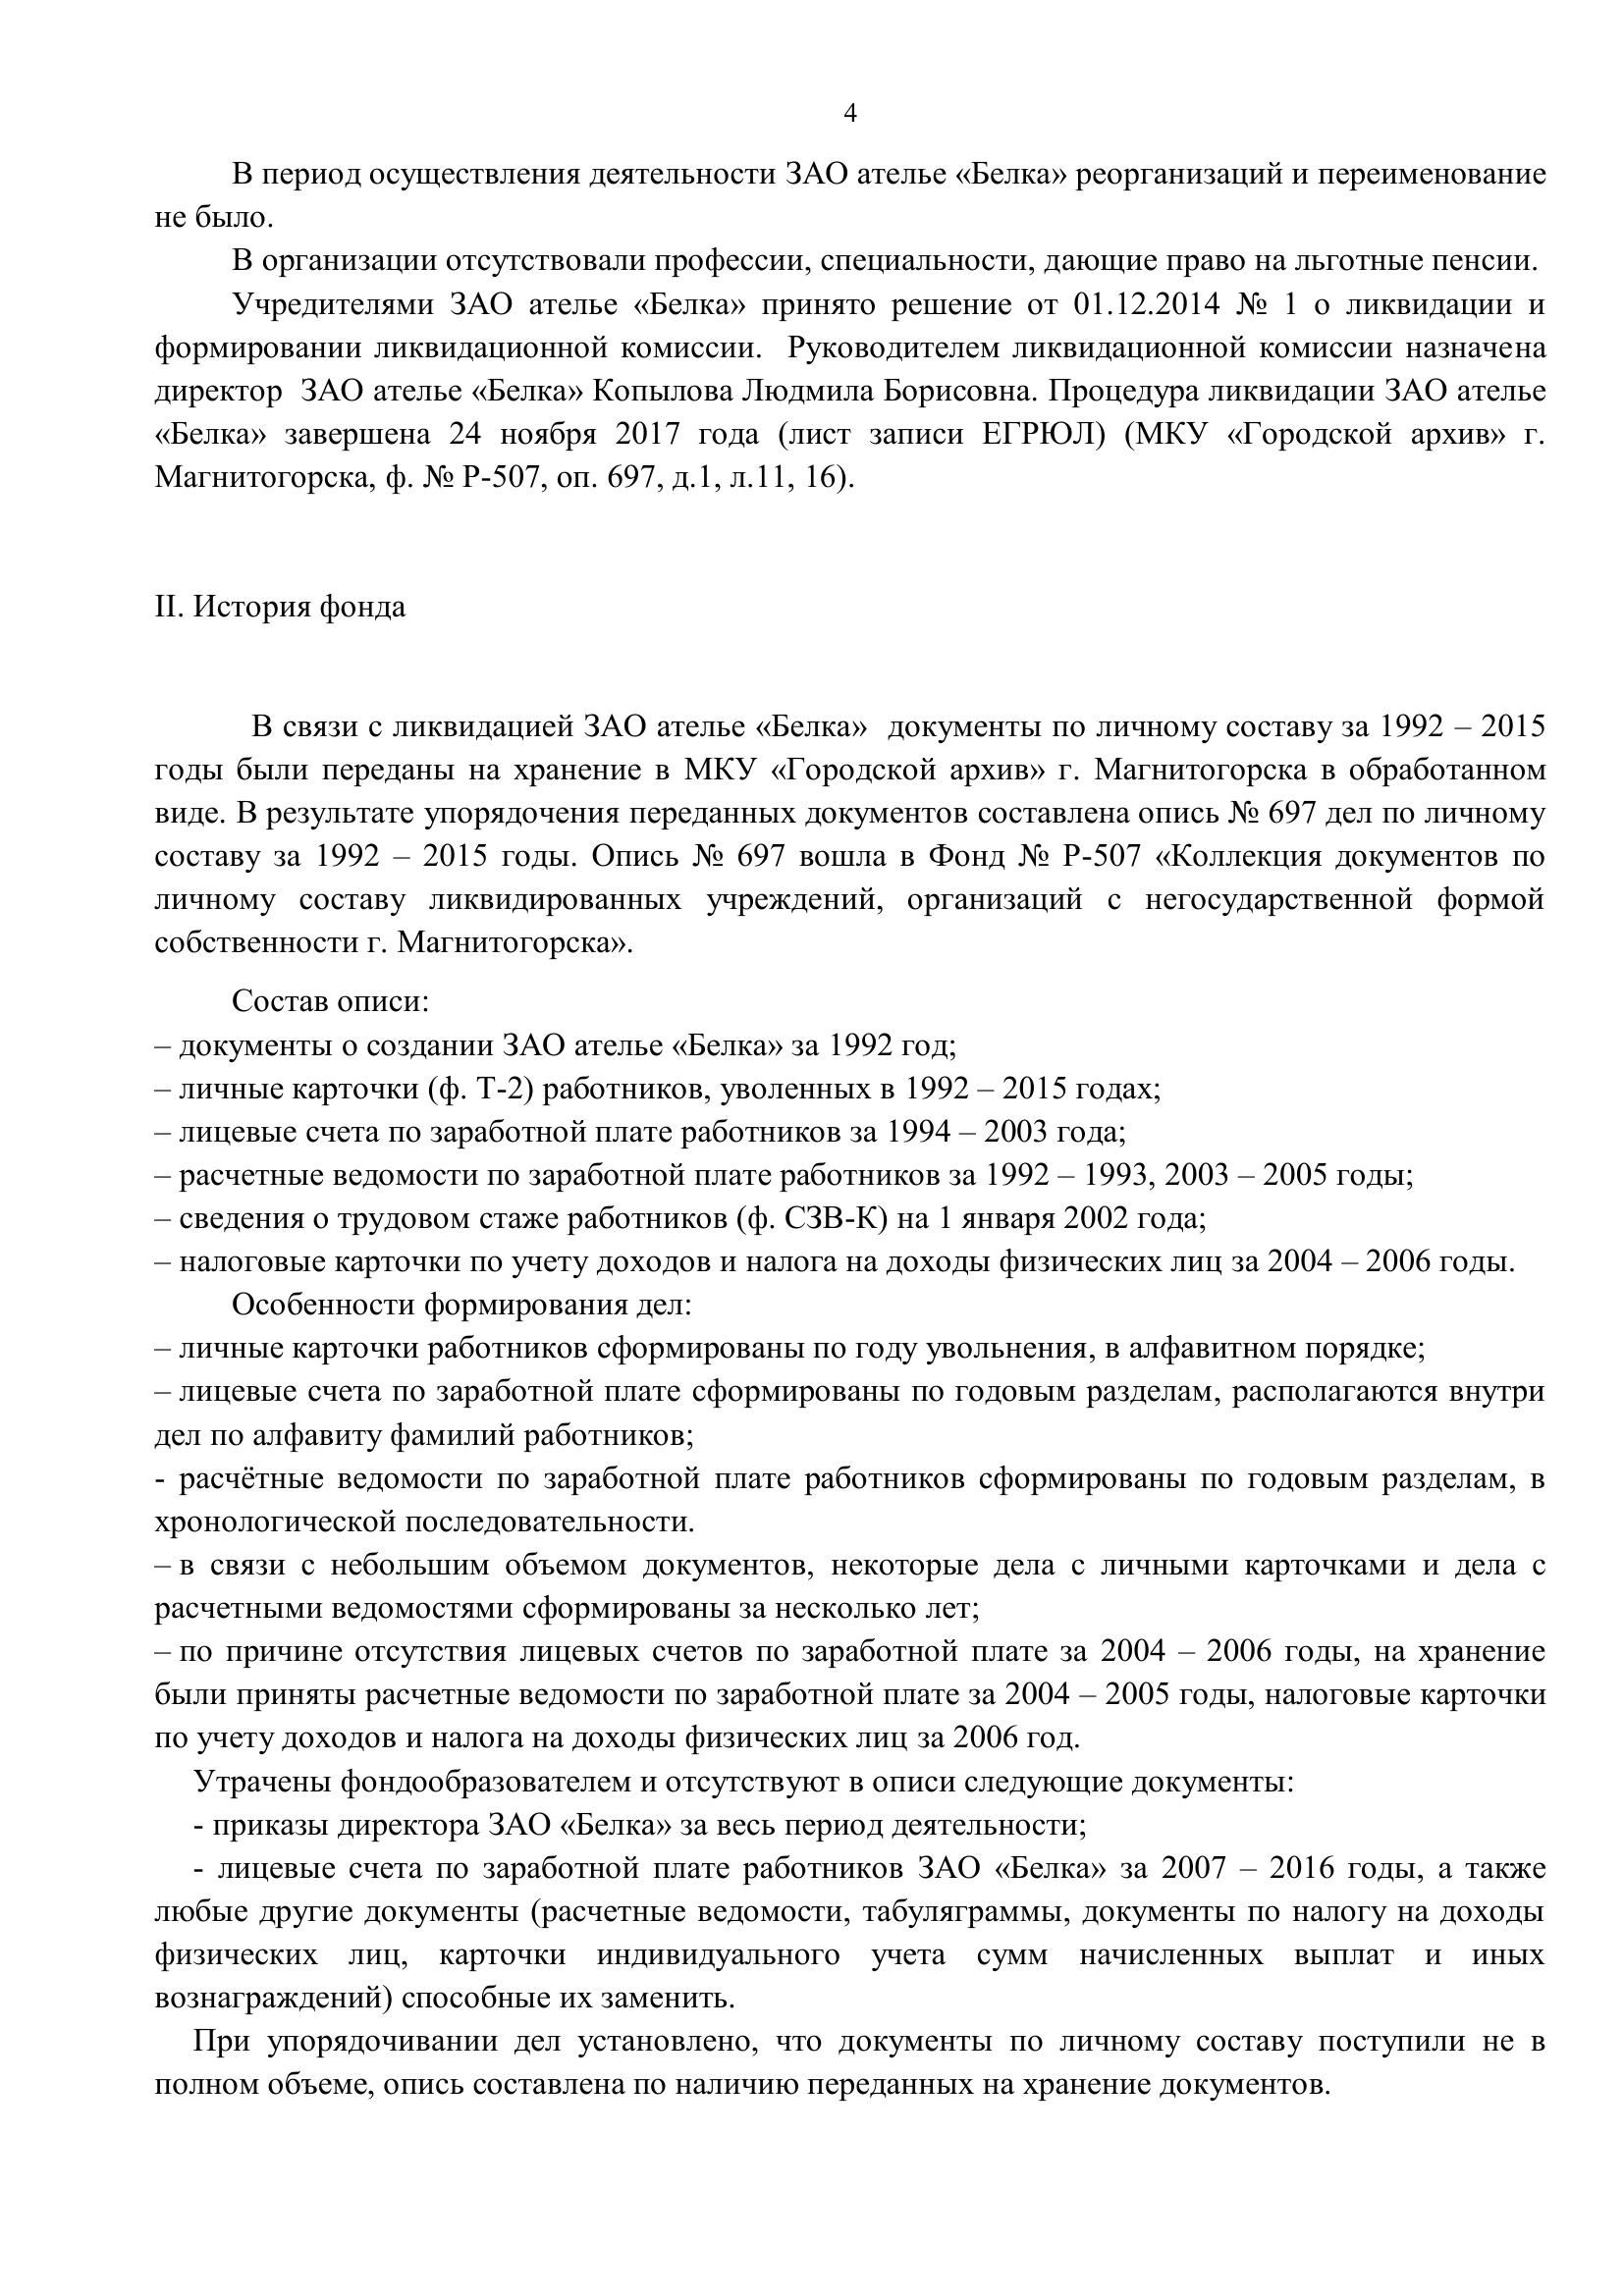 4
В период осуществления деятельности ЗАО ателье «Белка» реорганизаций и переименование
не было.
В организации отсутствовали профессии, специальности, дающие право на льготные пенсии.
Учредителями ЗАО ателье «Белка» принято решение от 01.12.2014 № 1 о ликвидации и
формировании ликвидационной комиссии. Руководителем ликвидационной комиссии назначена
директор ЗАО ателье «Белка» Копылова Людмила Борисовна. Процедура ликвидации ЗАО ателье
«Белка» завершена 24 ноября 2017 года (лист записи ЕГРЮЛ) (МКУ «Городской архив» г.
Магнитогорска, ф. № Р-507, оп. 697, д.1, л.11, 16).
II. История фонда
В связи с ликвидацией ЗАО ателье «Белка» документы по личному составу за 1992 – 2015
годы были переданы на хранение в МКУ «Городской архив» г. Магнитогорска в обработанном
виде. В результате упорядочения переданных документов составлена опись № 697 дел по личному
составу за 1992 – 2015 годы. Опись № 697 вошла в Фонд № Р-507 «Коллекция документов по
личному составу ликвидированных учреждений, организаций с негосударственной формой
собственности г. Магнитогорска».
Состав описи:
– документы о создании ЗАО ателье «Белка» за 1992 год;
– личные карточки (ф. Т-2) работников, уволенных в 1992 – 2015 годах;
– лицевые счета по заработной плате работников за 1994 – 2003 года;
– расчетные ведомости по заработной плате работников за 1992 – 1993, 2003 – 2005 годы;
– сведения о трудовом стаже работников (ф. СЗВ-К) на 1 января 2002 года;
– налоговые карточки по учету доходов и налога на доходы физических лиц за 2004 – 2006 годы.
Особенности формирования дел:
– личные карточки работников сформированы по году увольнения, в алфавитном порядке;
– лицевые счета по заработной плате сформированы по годовым разделам, располагаются внутри
дел по алфавиту фамилий работников;
- расчётные ведомости по заработной плате работников сформированы по годовым разделам, в
хронологической последовательности.
– в связи с небольшим объемом документов, некоторые дела с личными карточками и дела с
расчетными ведомостями сформированы за несколько лет;
– по причине отсутствия лицевых счетов по заработной плате за 2004 – 2006 годы, на хранение
были приняты расчетные ведомости по заработной плате за 2004 – 2005 годы, налоговые карточки
по учету доходов и налога на доходы физических лиц за 2006 год.
Утрачены фондообразователем и отсутствуют в описи следующие документы:
- приказы директора ЗАО «Белка» за весь период деятельности;
- лицевые счета по заработной плате работников ЗАО «Белка» за 2007 – 2016 годы, а также
любые другие документы (расчетные ведомости, табуляграммы, документы по налогу на доходы
физических лиц, карточки индивидуального учета сумм начисленных выплат и иных
вознаграждений) способные их заменить.
При упорядочивании дел установлено, что документы по личному составу поступили не в
полном объеме, опись составлена по наличию переданных на хранение документов.